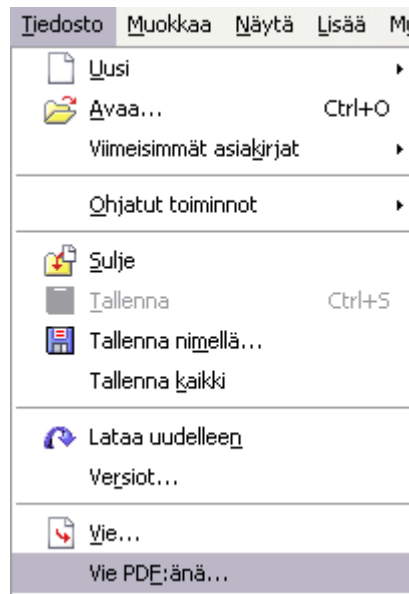 Tiedosto Muokkaa Näytä Lisää
Uusi
Avaa... Ctrl+O
Viimeisimmät asiakirjat
Ohjatut toiminnot
Sulje
Tallenna Ctrl+S
Tallenna nimellä...
Tallenna kaikki
Lataa uudelleen
Versiot...
Vie...
Vie PDF:änä...